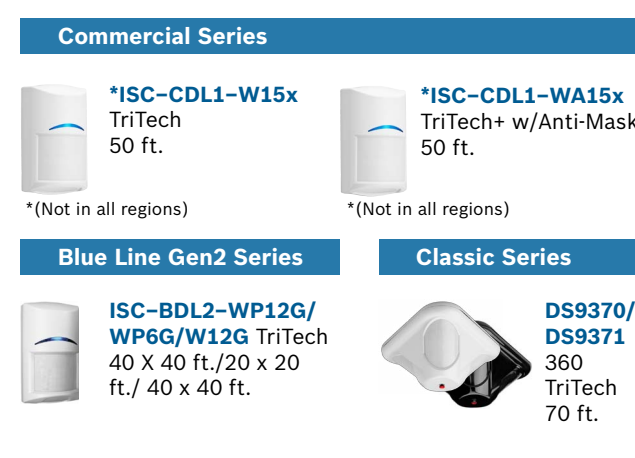 Commercial Series
*ISC–CDL1–W15x
TriTech
50 ft.
*(Not in all regions)
*ISC–CDL1–WA15x
TriTech+ w/Anti-Mask
50 ft.
*(Not in all regions)
Blue Line Gen2 Series
ISC–BDL2–WP12G/
WP6G/W12G TriTech
40 X 40 ft./20 x 20
ft./ 40 x 40 ft.
Classic Series
DS9370/
DS9371
360
TriTech
70 ft.